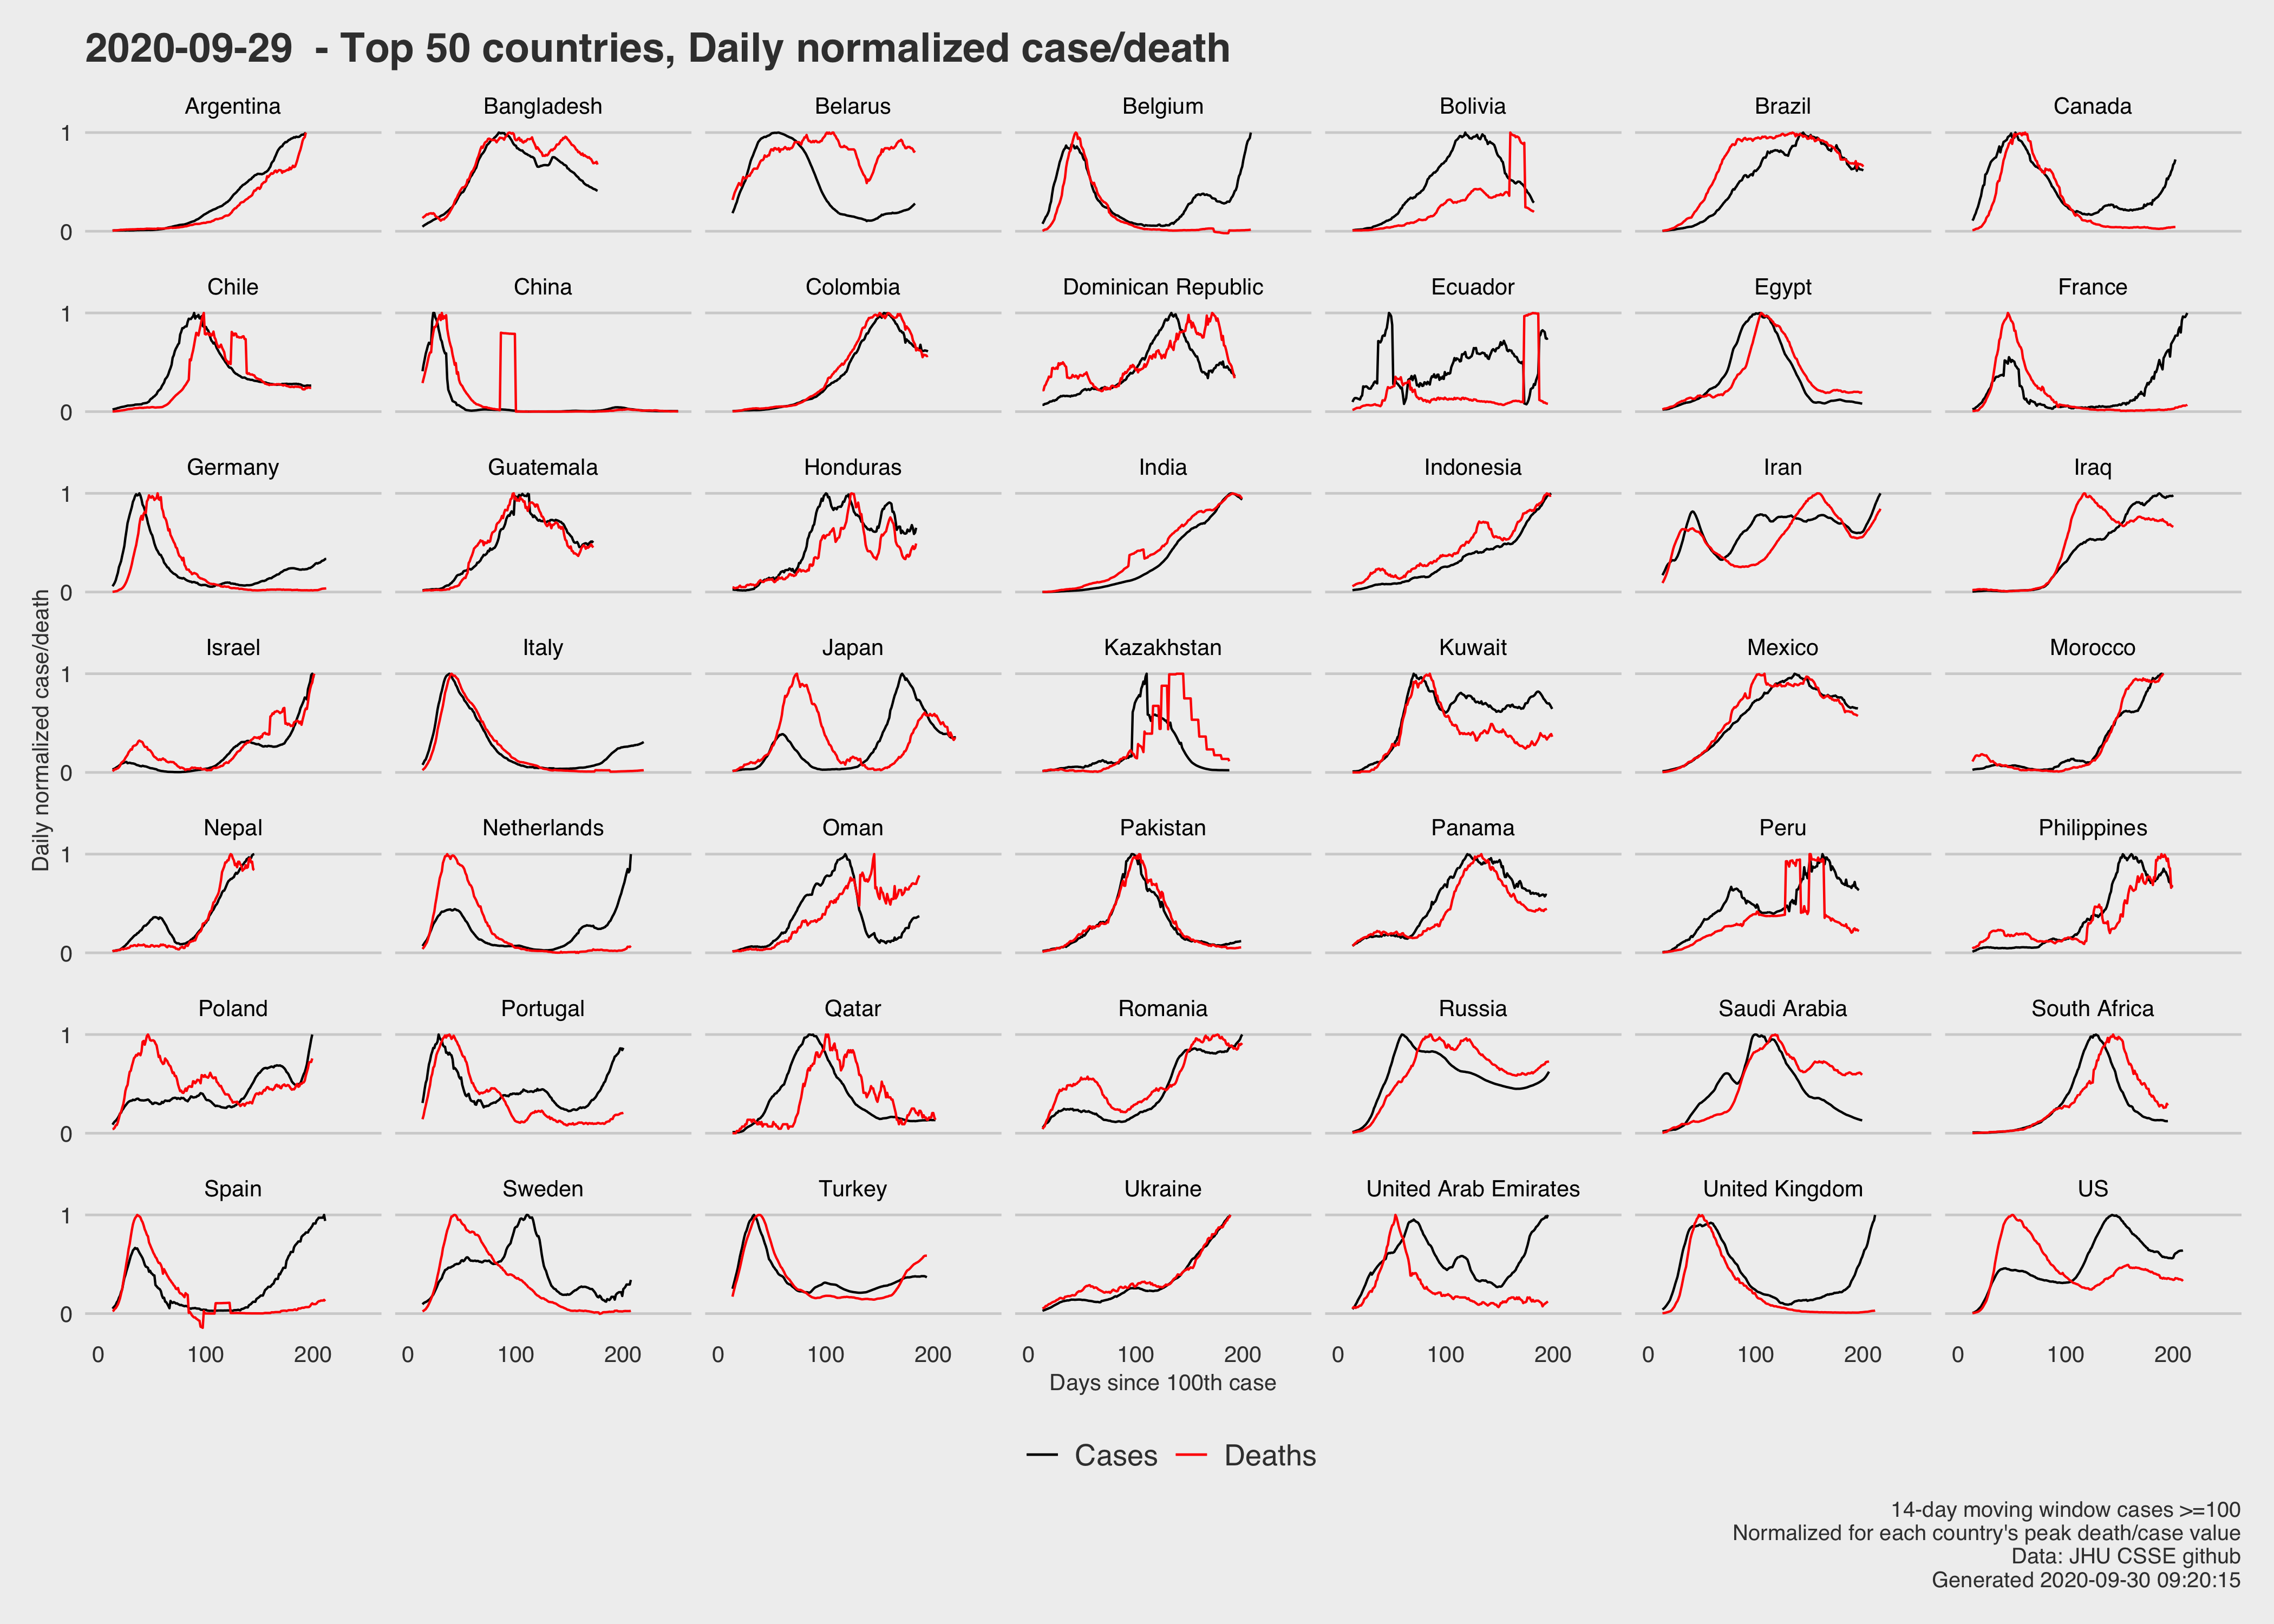 2020-09-29 - Top 50 countries, Daily normalized case/death
Argentina Bangladesh Belarus Belgium Bolivia Brazil Canada
1
0
Chile China Colombia Dominican Republic Ecuador Egypt France
1
0
Germany Guatemala Honduras India Indonesia Iran Iraq
1
0
Israel Italy Japan Kazakhstan Kuwait Mexico Morocco
1
0
Nepal Netherlands Oman Pakistan Panama Peru Philippines
1
0
Poland Portugal Qatar Romania Russia Saudi Arabia South Africa
1
0
Spain Sweden Turkey Ukraine United Arab Emirates United Kingdom US
1
0
Daily normalized case/death
0 100 200 0 100 200 0 100 200 0 100 200 0 100 200 0 100 200 0 100 200
Days since 100th case
Cases Deaths
14-day moving window cases >=100
Normalized for each country's peak death/case value
Data: JHU CSSE github
Generated 2020-09-30 09:20:15